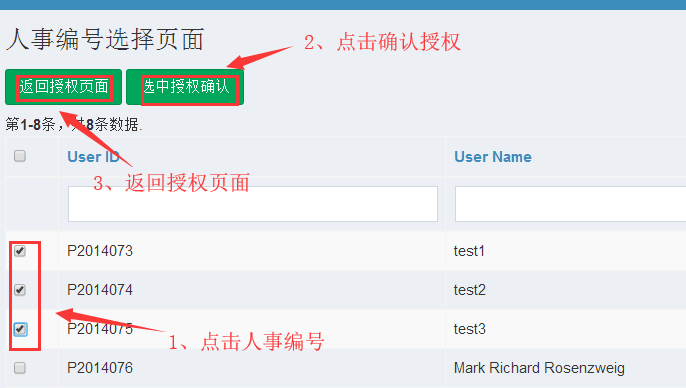 人事编号选择页面
2、点击确认授权
返回授权页面 选中授权确认
第1-8条，共8条数据.
User ID User Name
3、返回授权页面
P2014073 test1
P2014074 test2
P2014075 test3
1、点击人事编号
P2014076 Mark Richard Rosenzweig